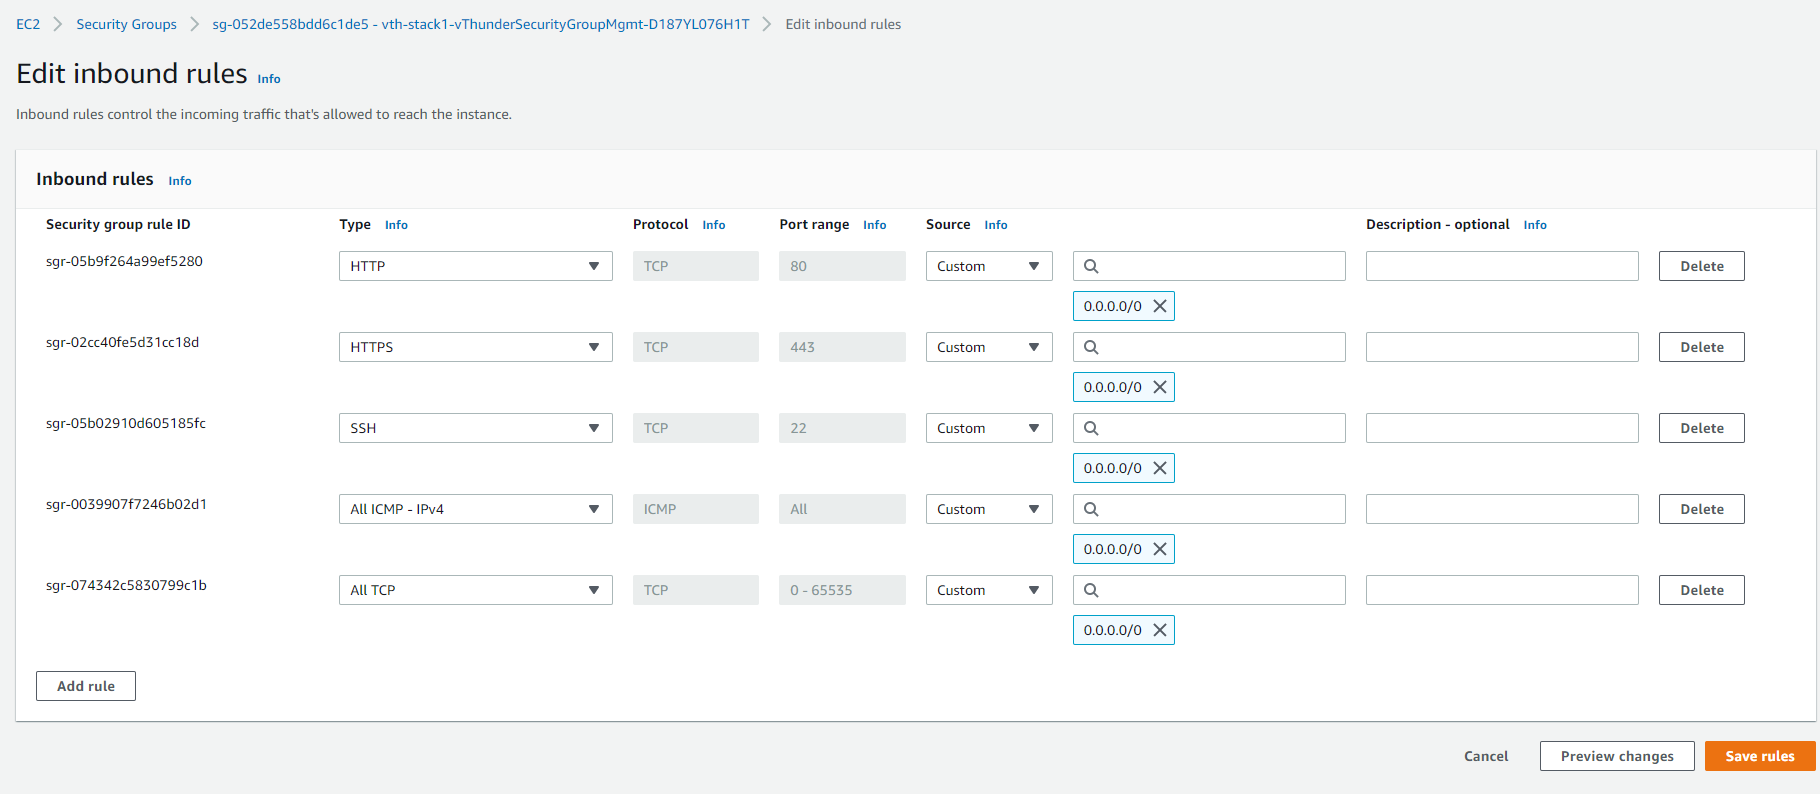 EC2 > Security Groups > sg-052de558bdd6c1de5 - vth-stack1-vThunderSecurityGroupMgmt-D187YL076H1T > Edit inbound rules
Edit inbound rules Info
Inbound rules control the incoming traffic that's allowed to reach the instance.
Inbound rules Info
Security group rule ID Type Info Protocol Info Port range Info Source Info Description - optional Info
sgr-05b9f264a99ef5280 HTTP TCP 80 Custom Delete
0.0.0.0/0
sgr-02cc40fe5d31cc18d HTTPS TCP 443 Custom Delete
0.0.0.0/0
sgr-05b02910d605185fc SSH TCP 22 Custom Delete
0.0.0.0/0
sgr-0039907f7246b02d1 All ICMP - IPv4 ICMP All Custom Delete
0.0.0.0/0
sgr-074342c5830799c1b All TCP TCP 0 - 65535 Custom Delete
0.0.0.0/0
Add rule
Cancel Preview changes Save rules